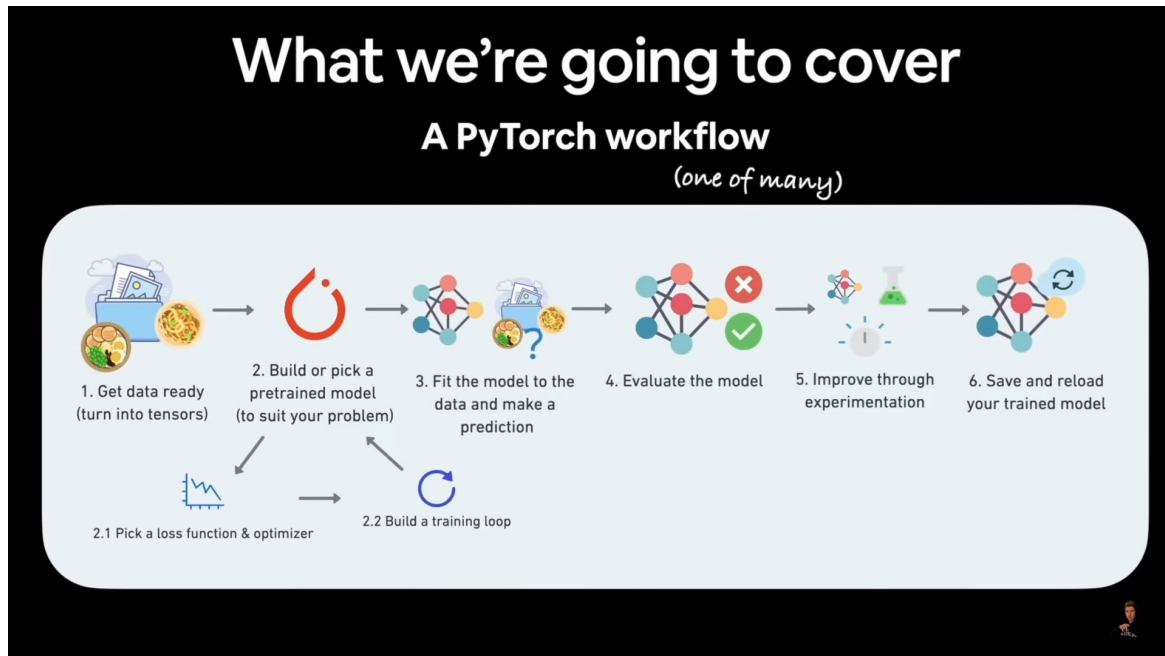 What we're going to cover
A PyTorch workflow
(one of many)
1. Get data ready
(turn into tensors)
2. Build or pick a
pretrained model
(to suit your problem)
3. Fit the model to the
data and make a
prediction
4. Evaluate the model
5. Improve through
experimentation
6. Save and reload
your trained model
2.1 Pick a loss function & optimizer
2.2 Build a training loop